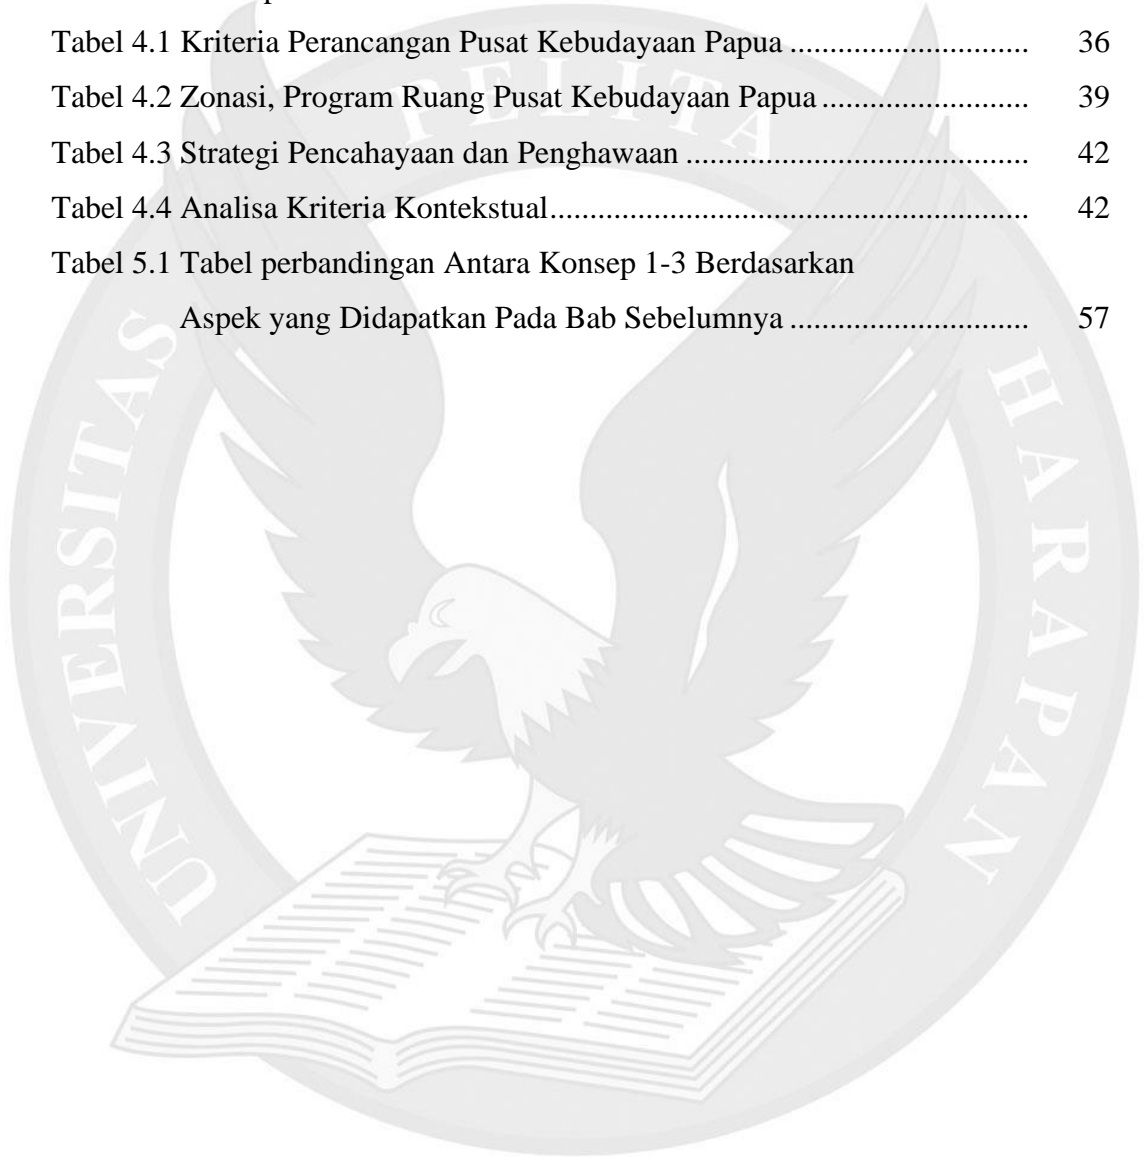 Tabel 4.1 Kriteria Perancangan Pusat Kebudayaan Papua ............................. 36
Tabel 4.2 Zonasi, Program Ruang Pusat Kebudayaan Papua ......................... 39
Tabel 4.3 Strategi Pencahayaan dan Penghawaan ......................................... 42
Tabel 4.4 Analisa Kriteria Kontekstual........................................................... 42
Tabel 5.1 Tabel perbandingan Antara Konsep 1-3 Berdasarkan
Aspek yang Didapatkan Pada Bab Sebelumnya ............................. 57
UNIVERSITAS PELITA HARAPAN